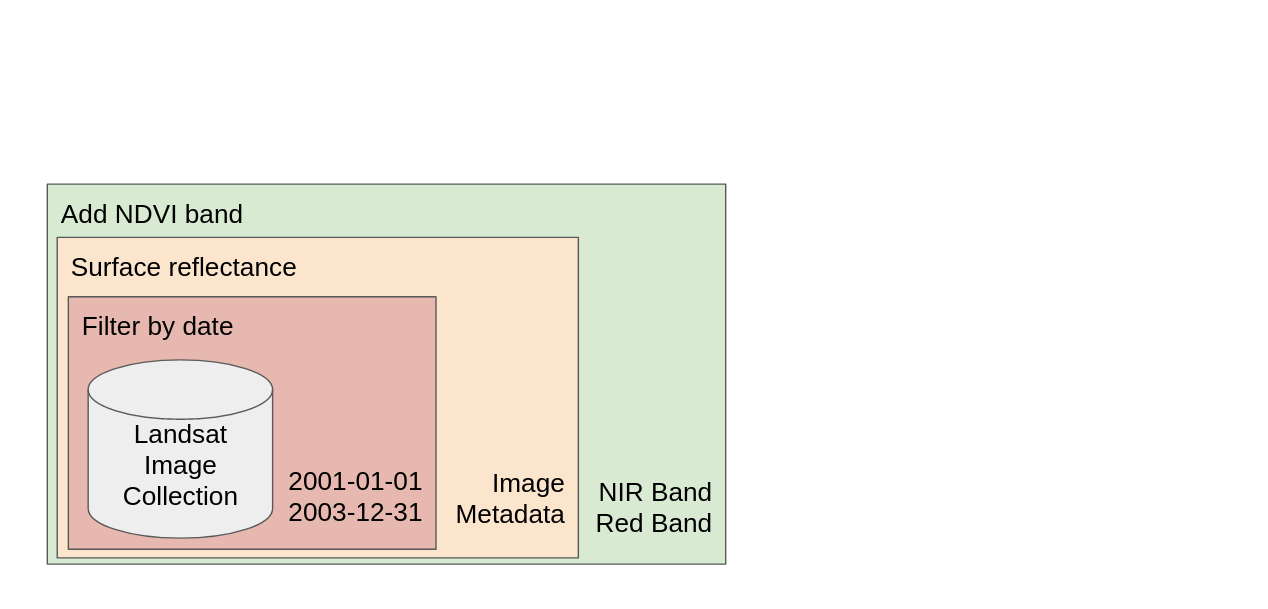 Add NDVI band
Surface reflectance
Filter by date
Landsat
Image
Collection
2001-01-01
2003-12-31
Image
Metadata
NIR Band
Red Band